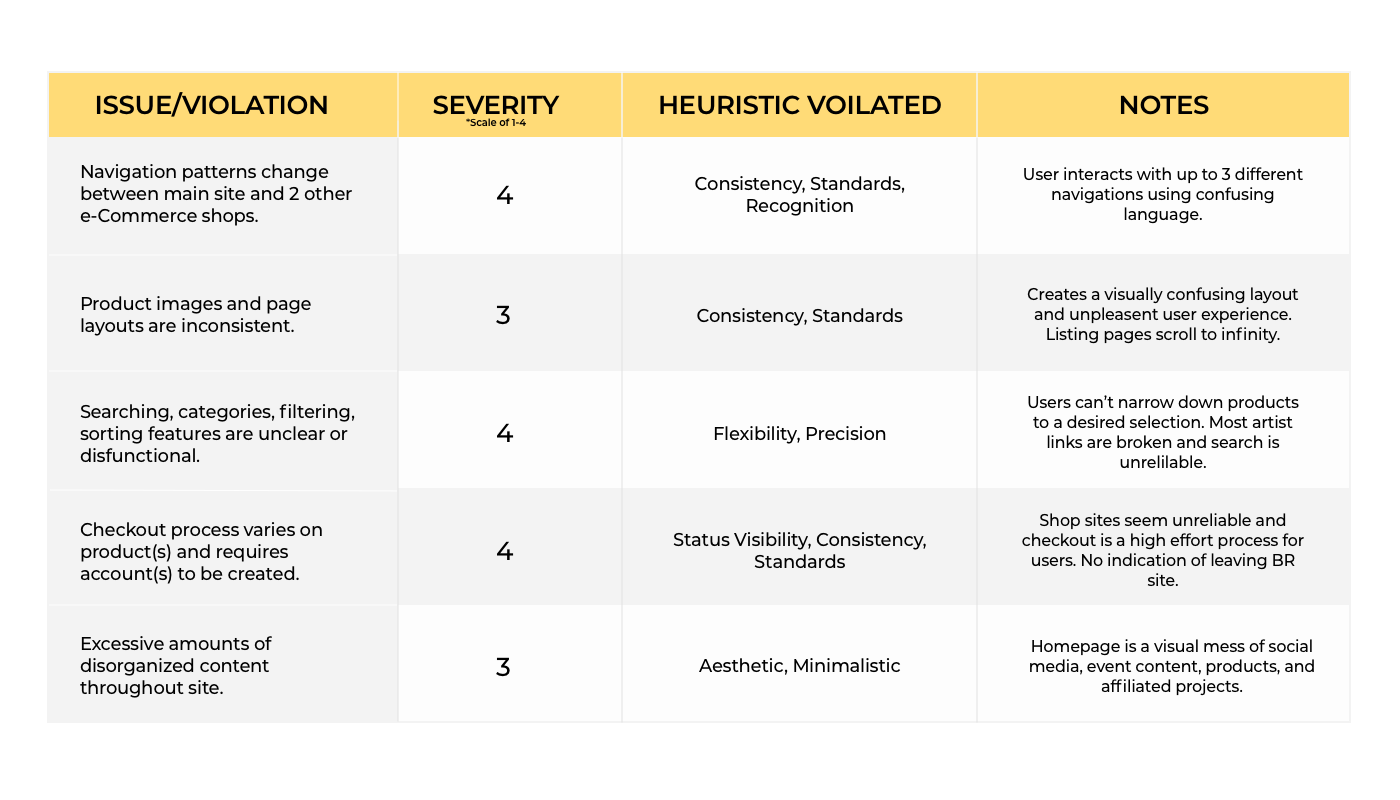 ISSUE/VIOLATION
SEVERITY
*Scale of 1-4
HEURISTIC VOILATED
NOTES
Navigation patterns change
between main site and 2 other
e-Commerce shops.
4
Consistency, Standards,
Recognition
User interacts with up to 3 different
navigations using confusing
language.
Product images and page
layouts are inconsistent.
3
Consistency, Standards
Creates a visually confusing layout
and unpleasent user experience.
Listing pages scroll to infinity.
Searching, categories, filtering,
sorting features are unclear or
disfunctional.
4
Flexibility, Precision
Users can’t narrow down products
to a desired selection. Most artist
links are broken and search is
unrelilable.
Checkout process varies on
product(s) and requires
account(s) to be created.
4
Status Visibility, Consistency,
Standards
Shop sites seem unreliable and
checkout is a high effort process for
users. No indication of leaving BR
site.
Excessive amounts of
disorganized content
throughout site.
3
Aesthetic, Minimalistic
Homepage is a visual mess of social
media, event content, products, and
affiliated projects.